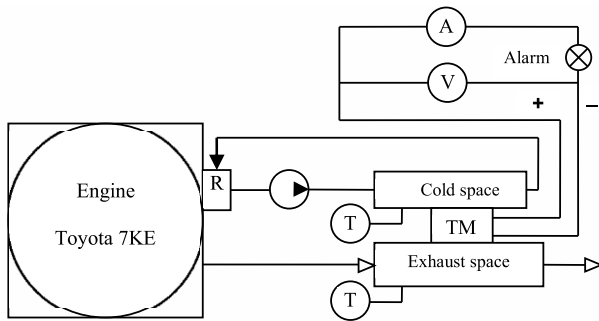 A
Alarm
V
+
−
Engine
Toyota 7KE
R
Cold space
T
TM
Exhaust space
T